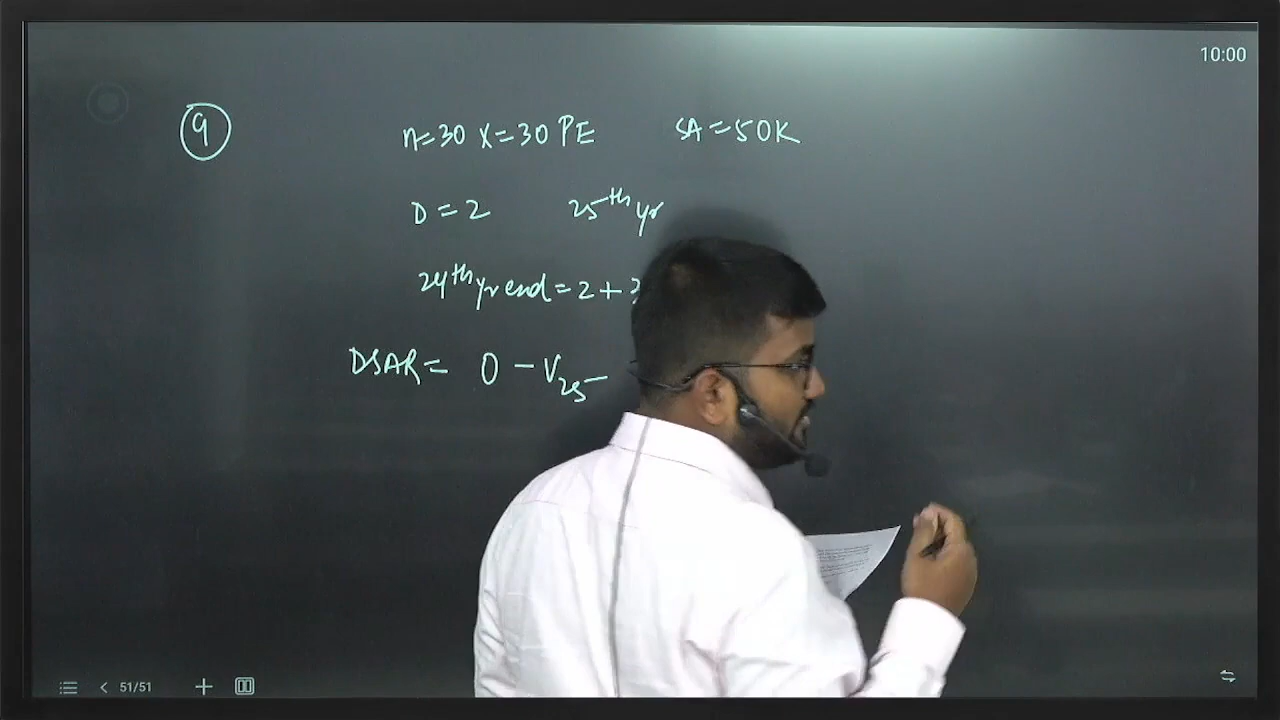 10:00
9
n=30 x=30 PE SA=50K
D=2 25th yr
24th yr end=2+
DSAR= 0-V25
51/51